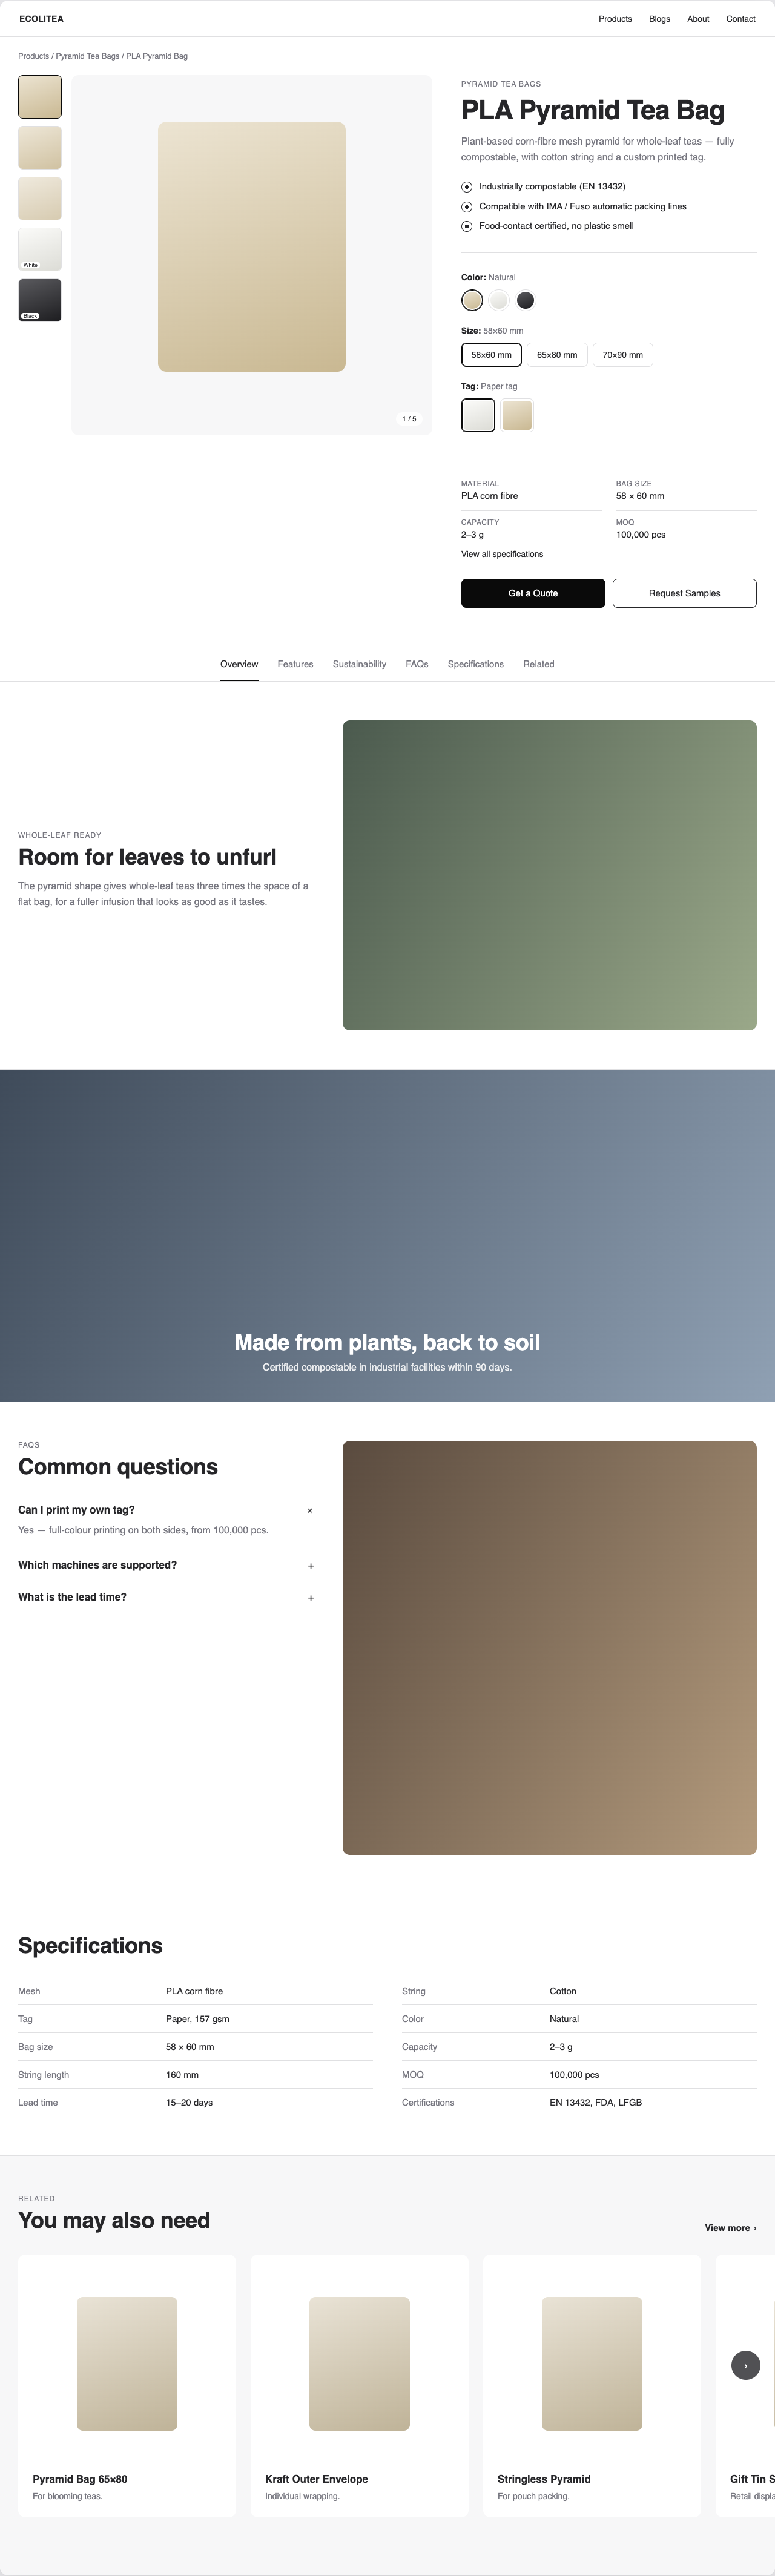 ECOLITEA
Products Blogs About Contact
Products / Pyramid Tea Bags / PLA Pyramid Bag
White
Black
1 / 5
PYRAMID TEA BAGS
PLA Pyramid Tea Bag
Plant-based corn-fibre mesh pyramid for whole-leaf teas — fully
compostable, with cotton string and a custom printed tag.
Industrially compostable (EN 13432)
Compatible with IMA / Fuso automatic packing lines
Food-contact certified, no plastic smell
Color: Natural
Size: 58×60 mm
58×60 mm 65×80 mm 70×90 mm
Tag: Paper tag
MATERIAL
PLA corn fibre
BAG SIZE
58 × 60 mm
CAPACITY
2–3 g
MOQ
100,000 pcs
View all specifications
Get a Quote
Request Samples
Overview Features Sustainability FAQs Specifications Related
WHOLE-LEAF READY
Room for leaves to unfurl
The pyramid shape gives whole-leaf teas three times the space of a
flat bag, for a fuller infusion that looks as good as it tastes.
Made from plants, back to soil
Certified compostable in industrial facilities within 90 days.
FAQS
Common questions
Can I print my own tag? ×
Yes — full-colour printing on both sides, from 100,000 pcs.
Which machines are supported? +
What is the lead time? +
Specifications
Mesh PLA corn fibre
String Cotton
Tag Paper, 157 gsm
Color Natural
Bag size 58 × 60 mm
Capacity 2–3 g
String length 160 mm
MOQ 100,000 pcs
Lead time 15–20 days
Certifications EN 13432, FDA, LFGB
RELATED
You may also need
View more ›
›
Pyramid Bag 65×80
For blooming teas.
Kraft Outer Envelope
Individual wrapping.
Stringless Pyramid
For pouch packing.
Gift Tin S
Retail displa